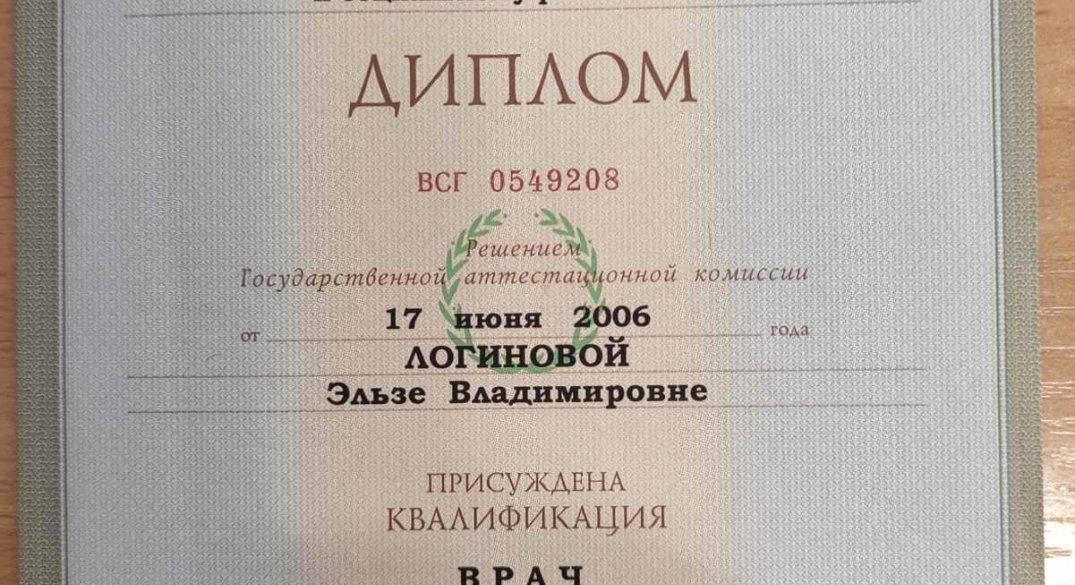 ДИПЛОМ
ВСГ 0549208
Решением
Государственной аттестационной комиссии
от 17 июня 2006 года
ЛОГИНОВОЙ
Эльзе Владимировне
ПРИСУЖДЕНА
КВАЛИФИКАЦИЯ
ВРАЧ